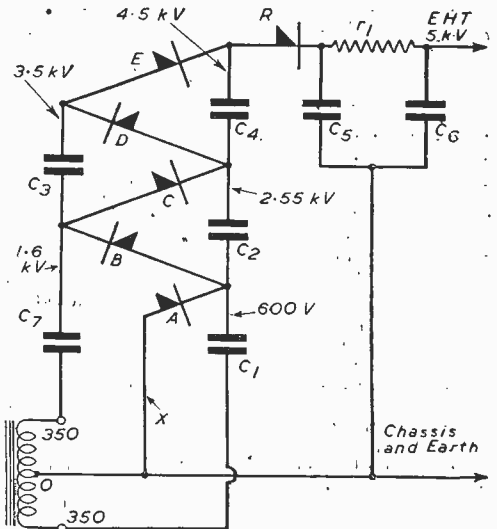 4.5 kV
R
r1
EHT
5 kV
E
3.5 kV
D
C4
C5
C6
C3
C
2.55 kV
1.6
kV
B
C2
A
600 V
C7
C1
X
350
0
350
Chassis
and Earth